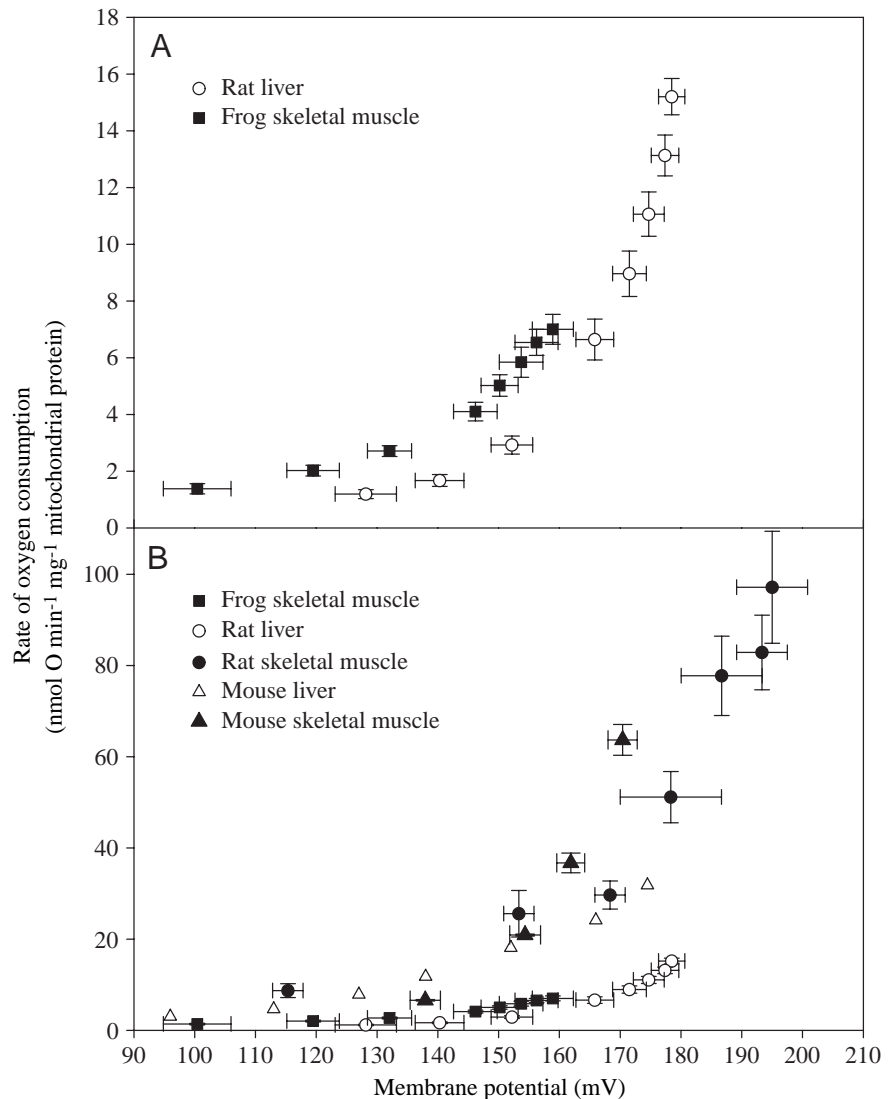 Rate of oxygen consumption
(nmol O min-1 mg-1 mitochondrial protein)
A
Rat liver
Frog skeletal muscle
18
16
14
12
10
8
6
4
2
0
B
Frog skeletal muscle
Rat liver
Rat skeletal muscle
Mouse liver
Mouse skeletal muscle
100
80
60
40
20
0
90 100 110 120 130 140 150 160 170 180 190 200 210
Membrane potential (mV)